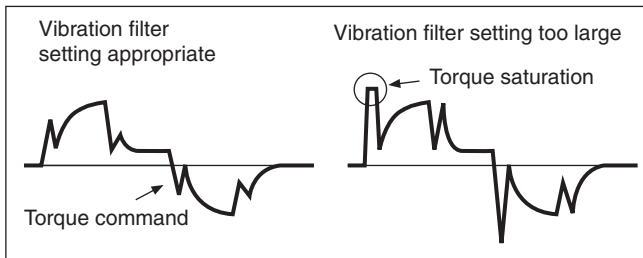 Vibration filter
setting appropriate
Torque command
Vibration filter setting too large
Torque saturation